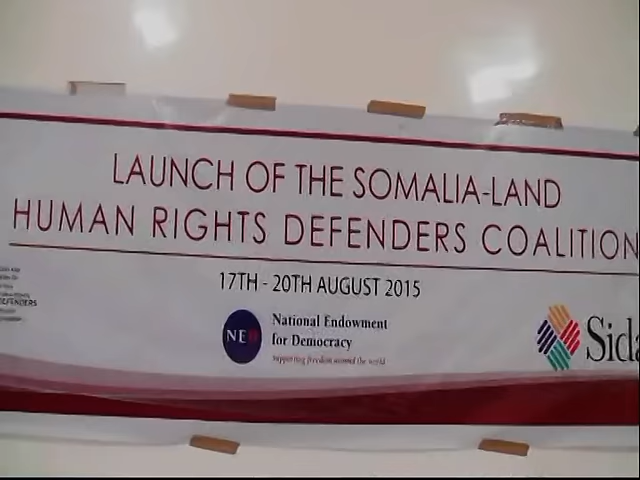 LAUNCH OF THE SOMALIA-LAND
HUMAN RIGHTS DEFENDERS COALITION
17TH - 20TH AUGUST 2015
DEFENDERS
NED
National Endowment
for Democracy
supporting freedom around the world
Sida